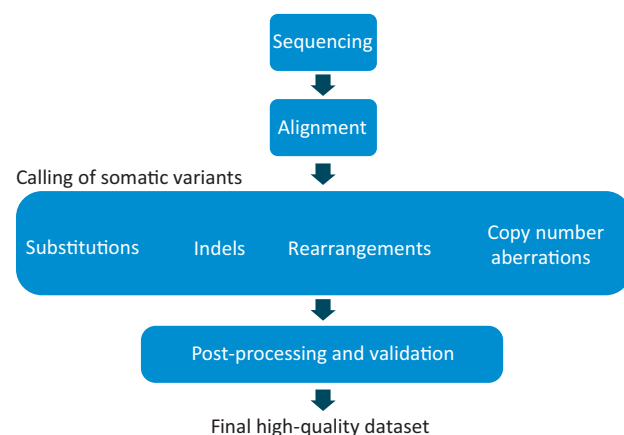 Sequencing
Alignment
Calling of somatic variants
Substitutions
Indels
Rearrangements
Copy number
aberrations
Post-processing and validation
Final high-quality dataset